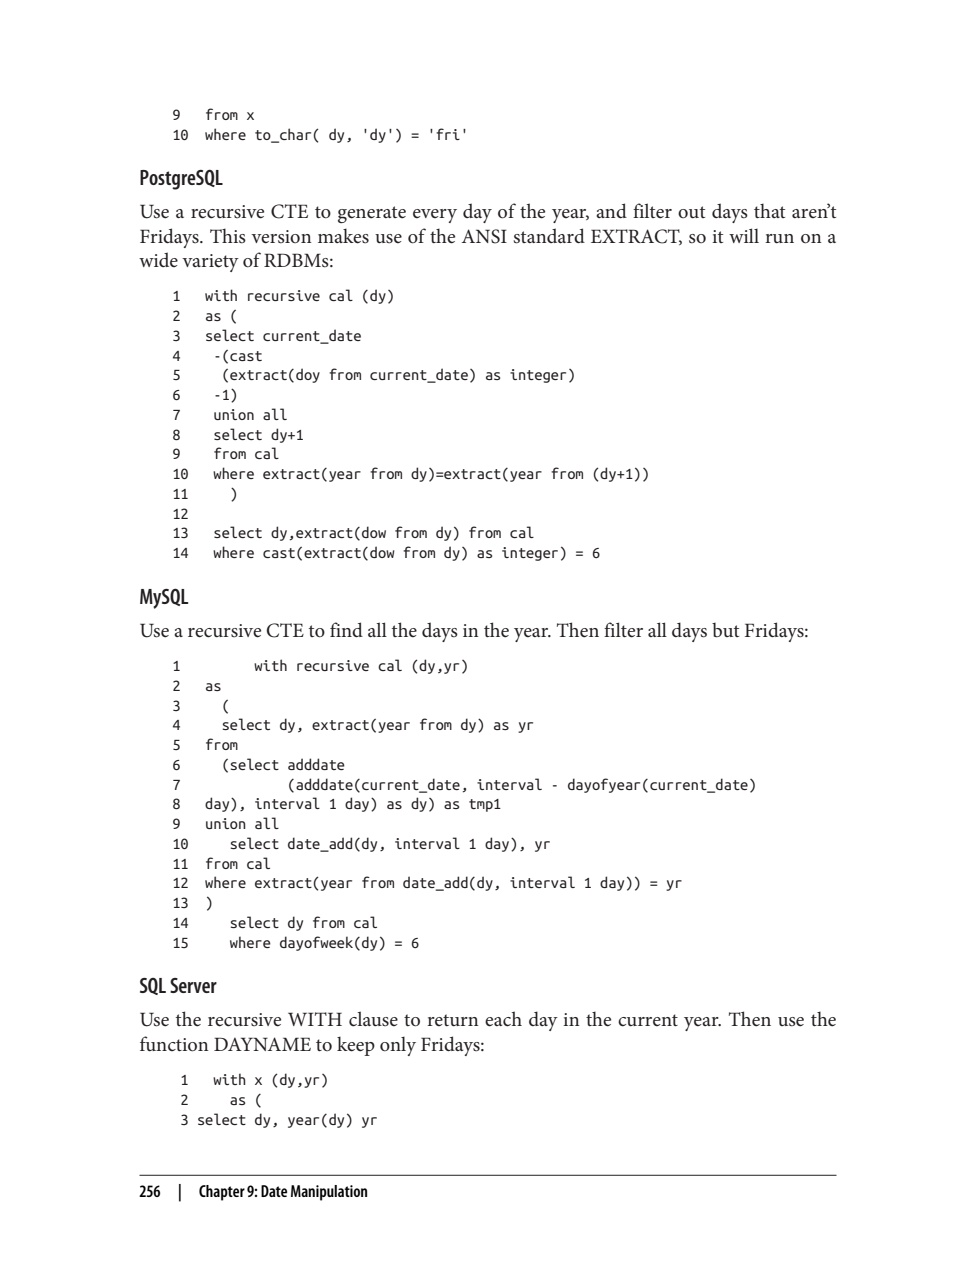 9 from x
10 where to_char( dy, 'dy') = 'fri'
PostgreSQL
Use a recursive CTE to generate every day of the year, and filter out days that aren’t
Fridays. This version makes use of the ANSI standard EXTRACT, so it will run on a
wide variety of RDBMs:
1 with recursive cal (dy)
2 as (
3 select current_date
4 -(cast
5 (extract(doy from current_date) as integer)
6 -1)
7 union all
8 select dy+1
9 from cal
10 where extract(year from dy)=extract(year from (dy+1))
11 )
12
13 select dy,extract(dow from dy) from cal
14 where cast(extract(dow from dy) as integer) = 6
MySQL
Use a recursive CTE to find all the days in the year. Then filter all days but Fridays:
1 with recursive cal (dy,yr)
2 as
3 (
4 select dy, extract(year from dy) as yr
5 from
6 (select adddate
7 (adddate(current_date, interval - dayofyear(current_date)
8 day), interval 1 day) as dy) as tmp1
9 union all
10 select date_add(dy, interval 1 day), yr
11 from cal
12 where extract(year from date_add(dy, interval 1 day)) = yr
13 )
14 select dy from cal
15 where dayofweek(dy) = 6
SQL Server
Use the recursive WITH clause to return each day in the current year. Then use the
function DAYNAME to keep only Fridays:
1 with x (dy,yr)
2 as (
3 select dy, year(dy) yr
256 | Chapter 9: Date Manipulation